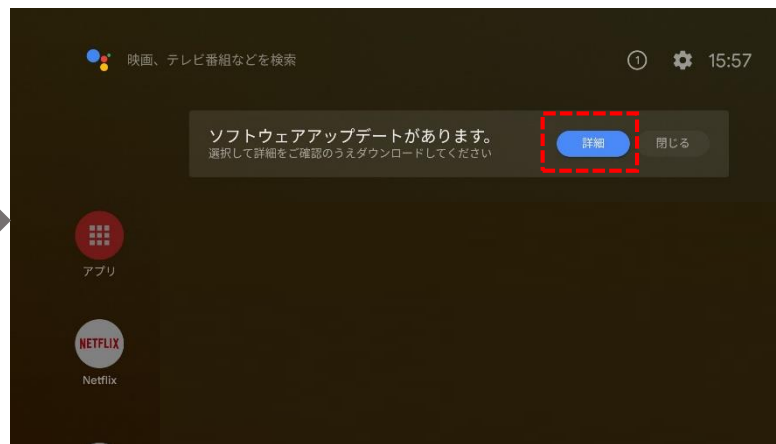 映画、テレビ番組などを検索
1
15:57
ソフトウェアアップデートがあります。
選択して詳細をご確認のうえダウンロードしてください
詳細
閉じる
アプリ
NETFLIX
Netflix